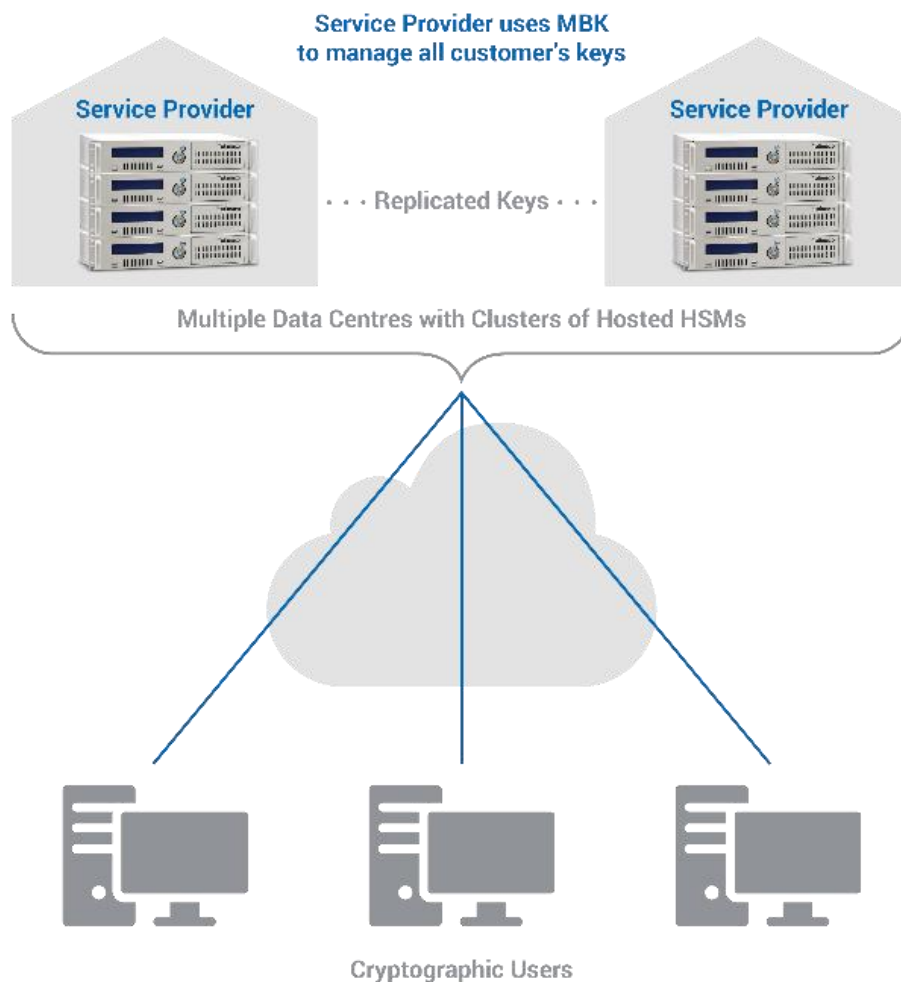 Service Provider uses MBK
to manage all customer's keys
Service Provider
Service Provider
··· Replicated Keys ···
Multiple Data Centres with Clusters of Hosted HSMs
Cryptographic Users